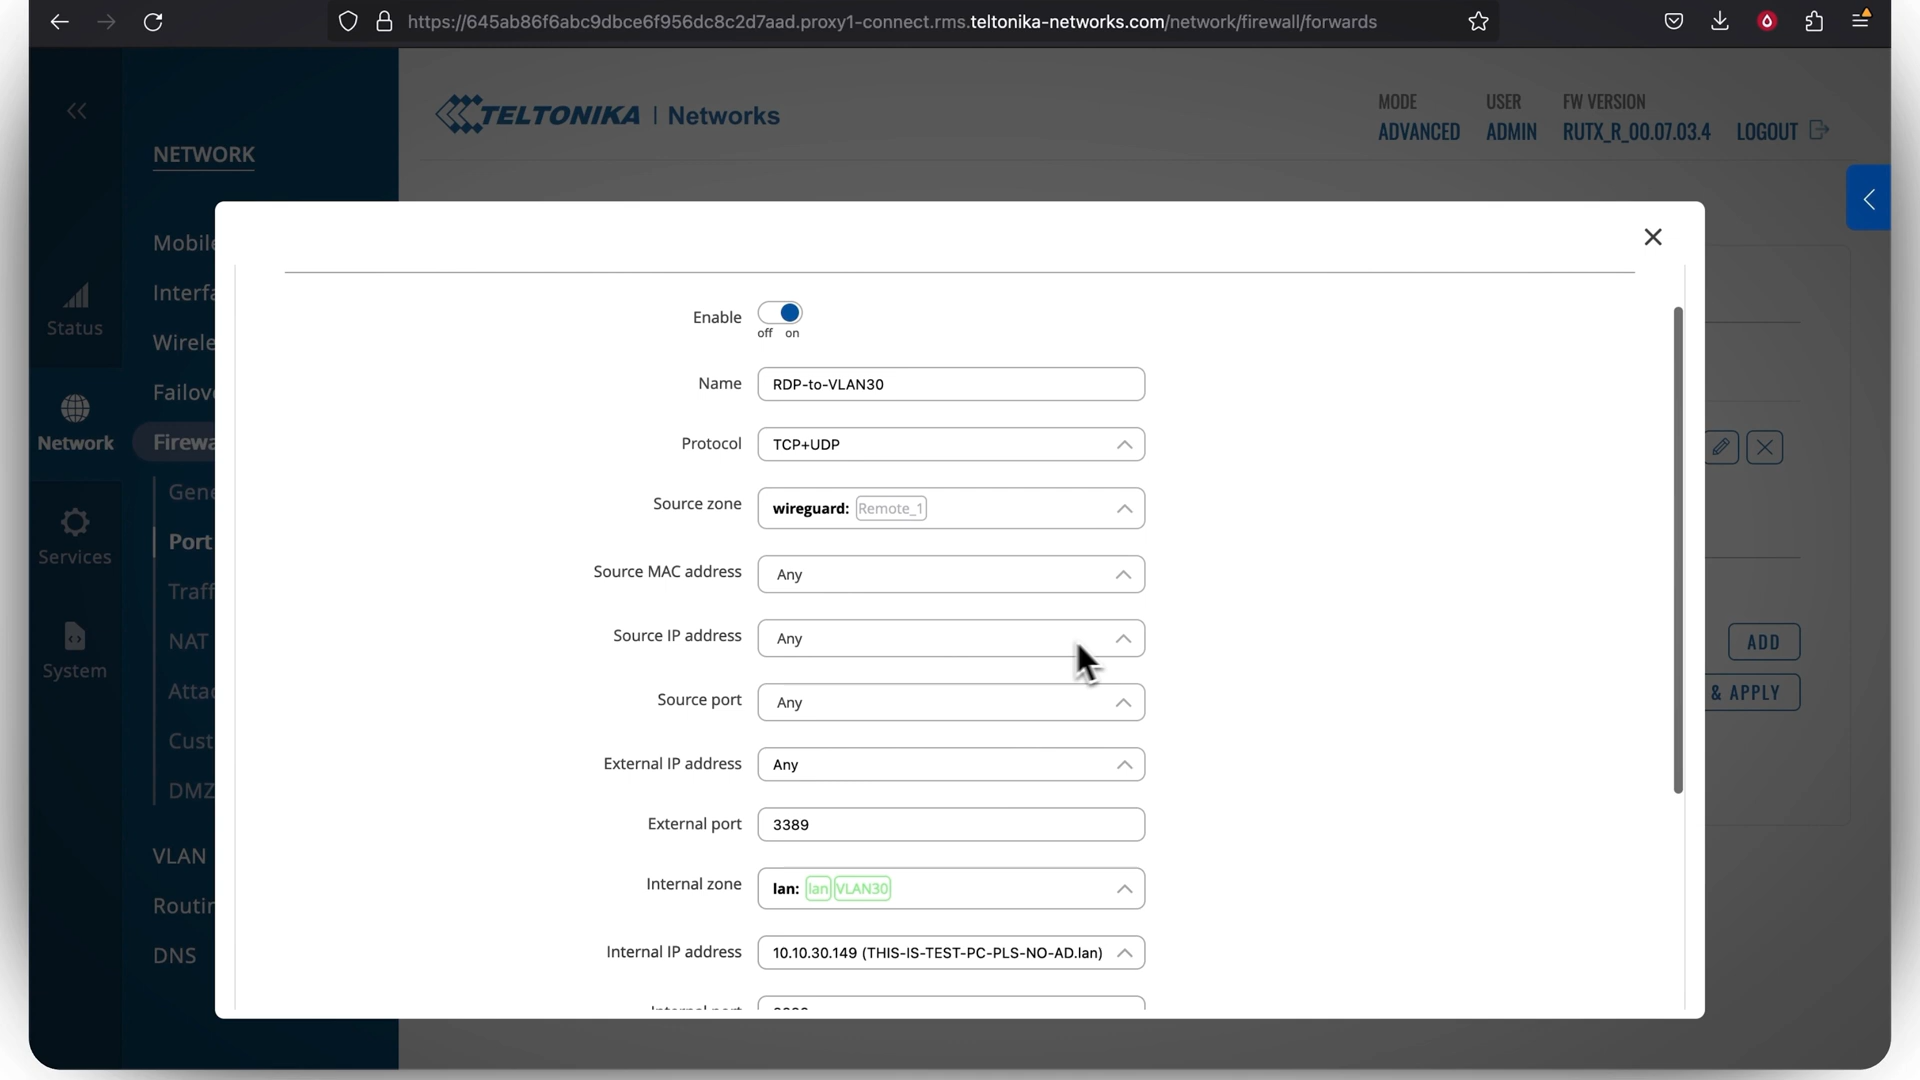 https://645ab86f6abc9dbce6f956dc8c2d7aad.proxy1-connect.rms.teltonika-networks.com/network/firewall/forwards
TELTONIKA | Networks
MODE
ADVANCED
USER
ADMIN
FW VERSION
RUTX_R_00.07.03.4
LOGOUT
Status
Network
Services
System
NETWORK
Mobile
Interfa
Wirele
Failov
Firewa
Gene
Port
Traff
NAT
Attac
Cust
DMZ
VLAN
Routin
DNS
Enable
off on
Name RDP-to-VLAN30
Protocol TCP+UDP
Source zone wireguard: Remote_1
Source MAC address Any
Source IP address Any
Source port Any
External IP address Any
External port 3389
Internal zone lan: lan VLAN30
Internal IP address 10.10.30.149 (THIS-IS-TEST-PC-PLS-NO-AD.lan)
ADD
& APPLY